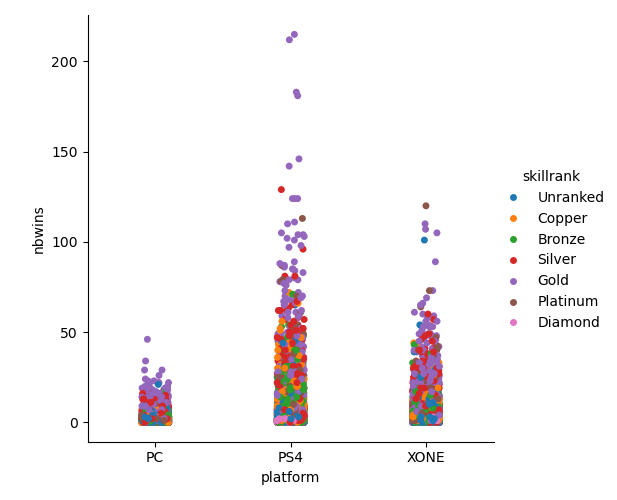 200
150
100
50
0
nbwins
PC
PS4
XONE
platform
skillrank
Unranked
Copper
Bronze
Silver
Gold
Platinum
Diamond